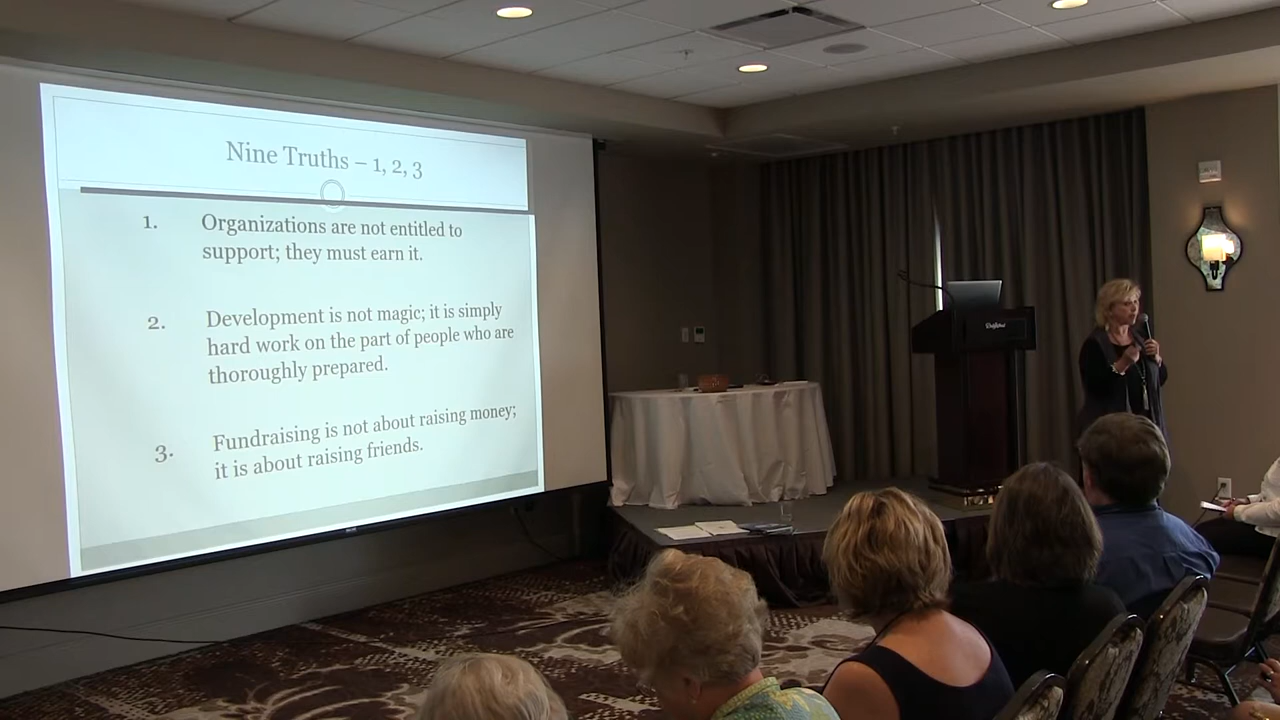 Nine Truths – 1, 2, 3
1. Organizations are not entitled to
support; they must earn it.
2. Development is not magic; it is simply
hard work on the part of people who are
thoroughly prepared.
3. Fundraising is not about raising money;
it is about raising friends.